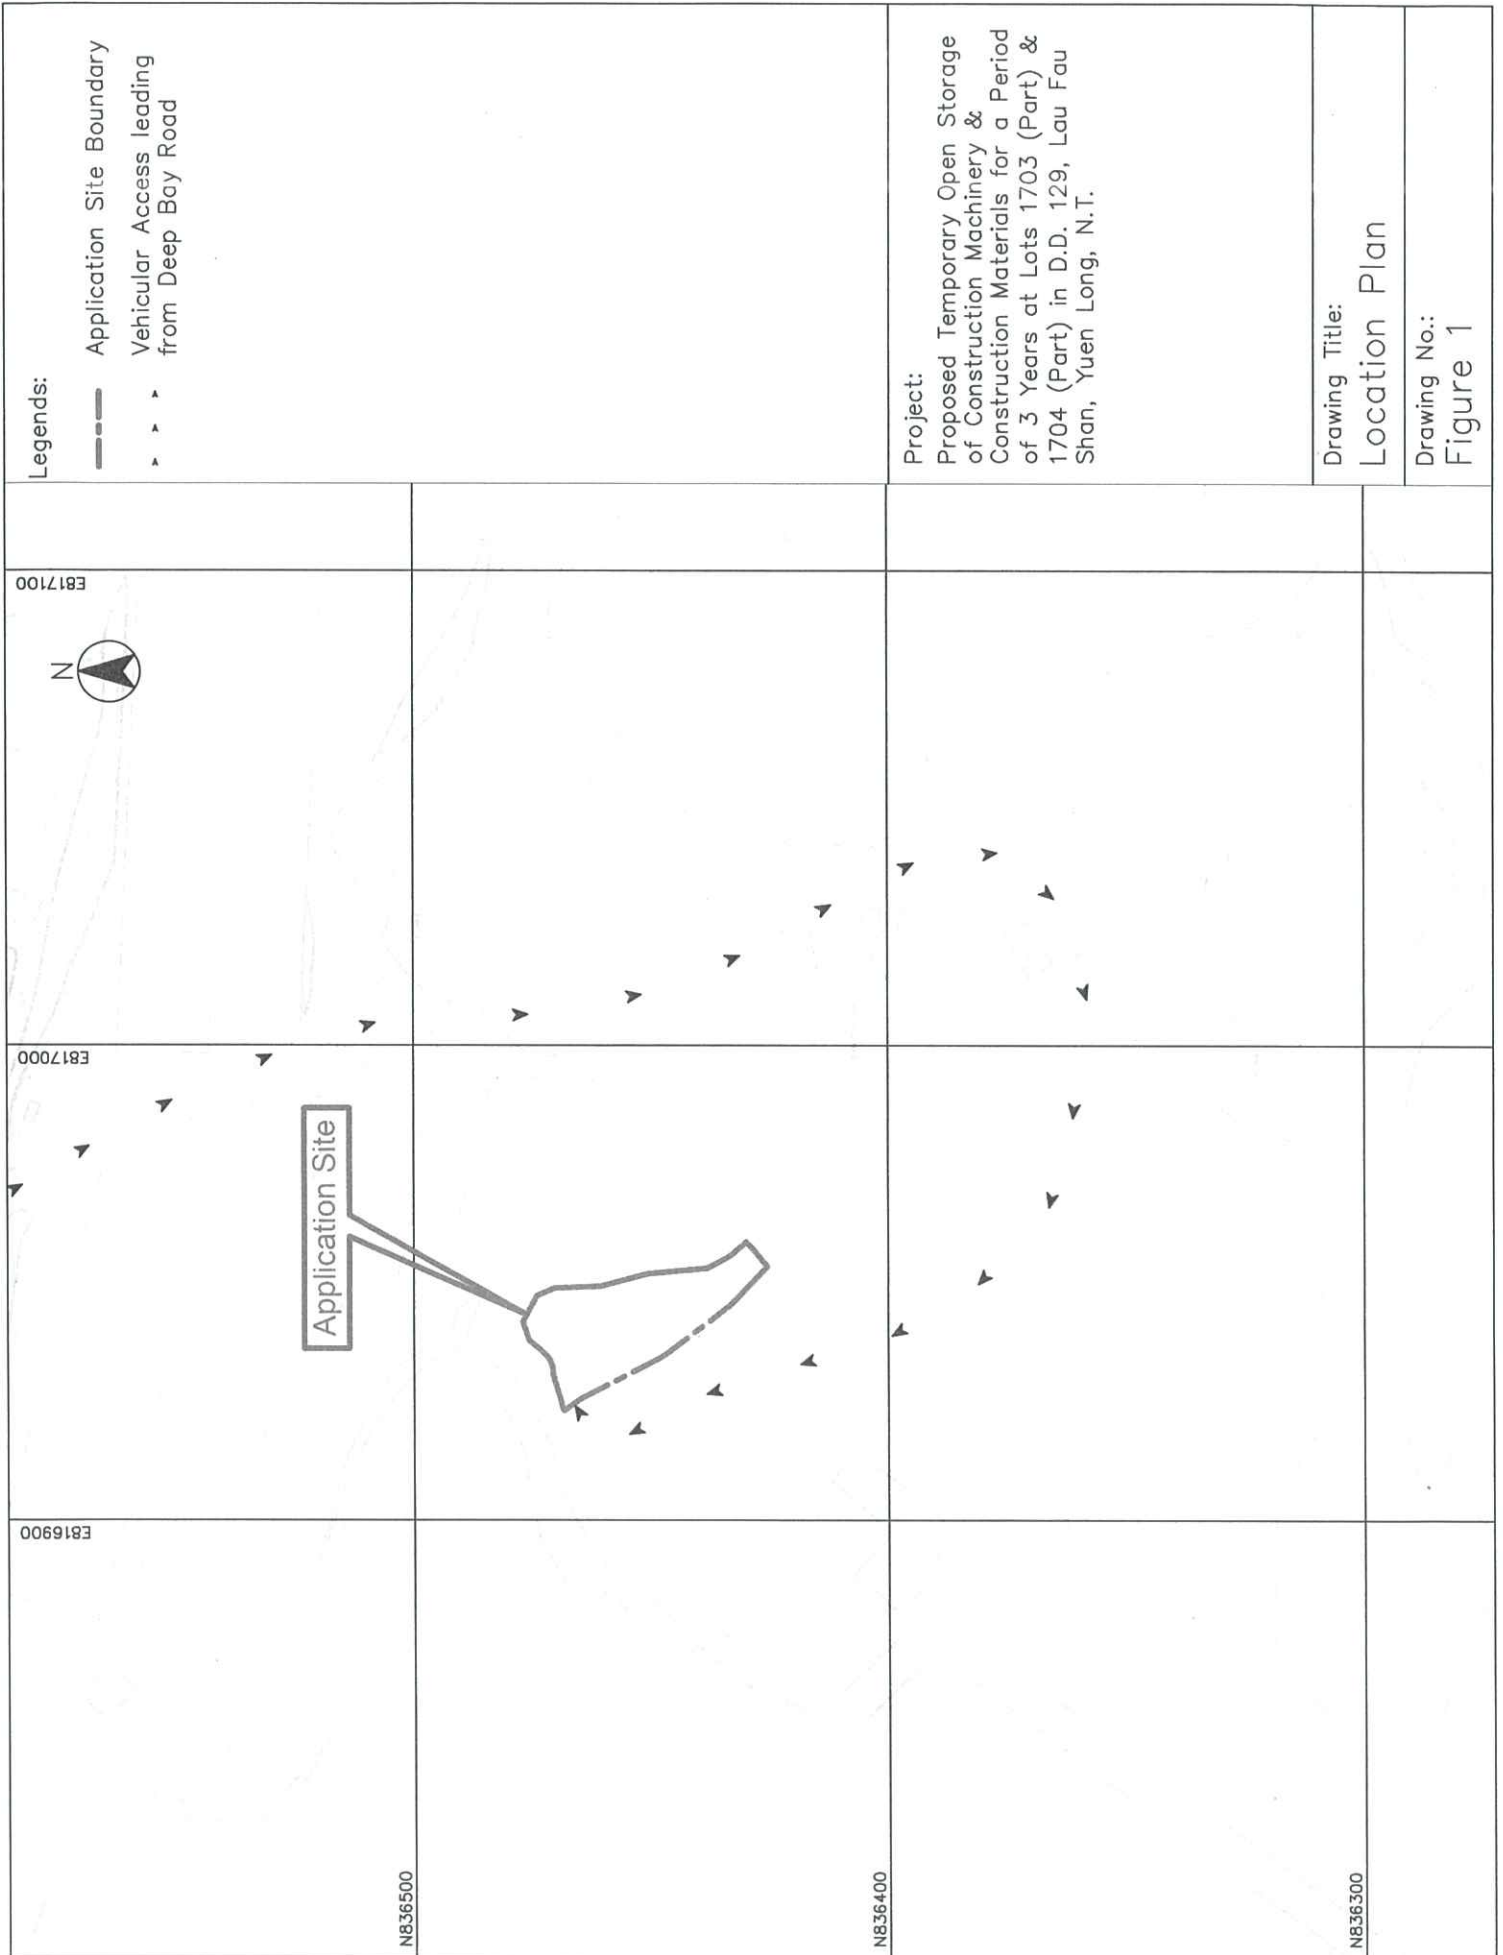 Legends:
Application Site Boundary
Vehicular Access leading
from Deep Bay Road
N
E816900
E817000
E817100
Application Site
N836500
N836400
N836300
Project:
Proposed Temporary Open Storage
of Construction Machinery &
Construction Materials for a Period
of 3 Years at Lots 1703 (Part) &
1704 (Part) in D.D. 129, Lau Fau
Shan, Yuen Long, N.T.
Drawing Title:
Location Plan
Drawing No.:
Figure 1